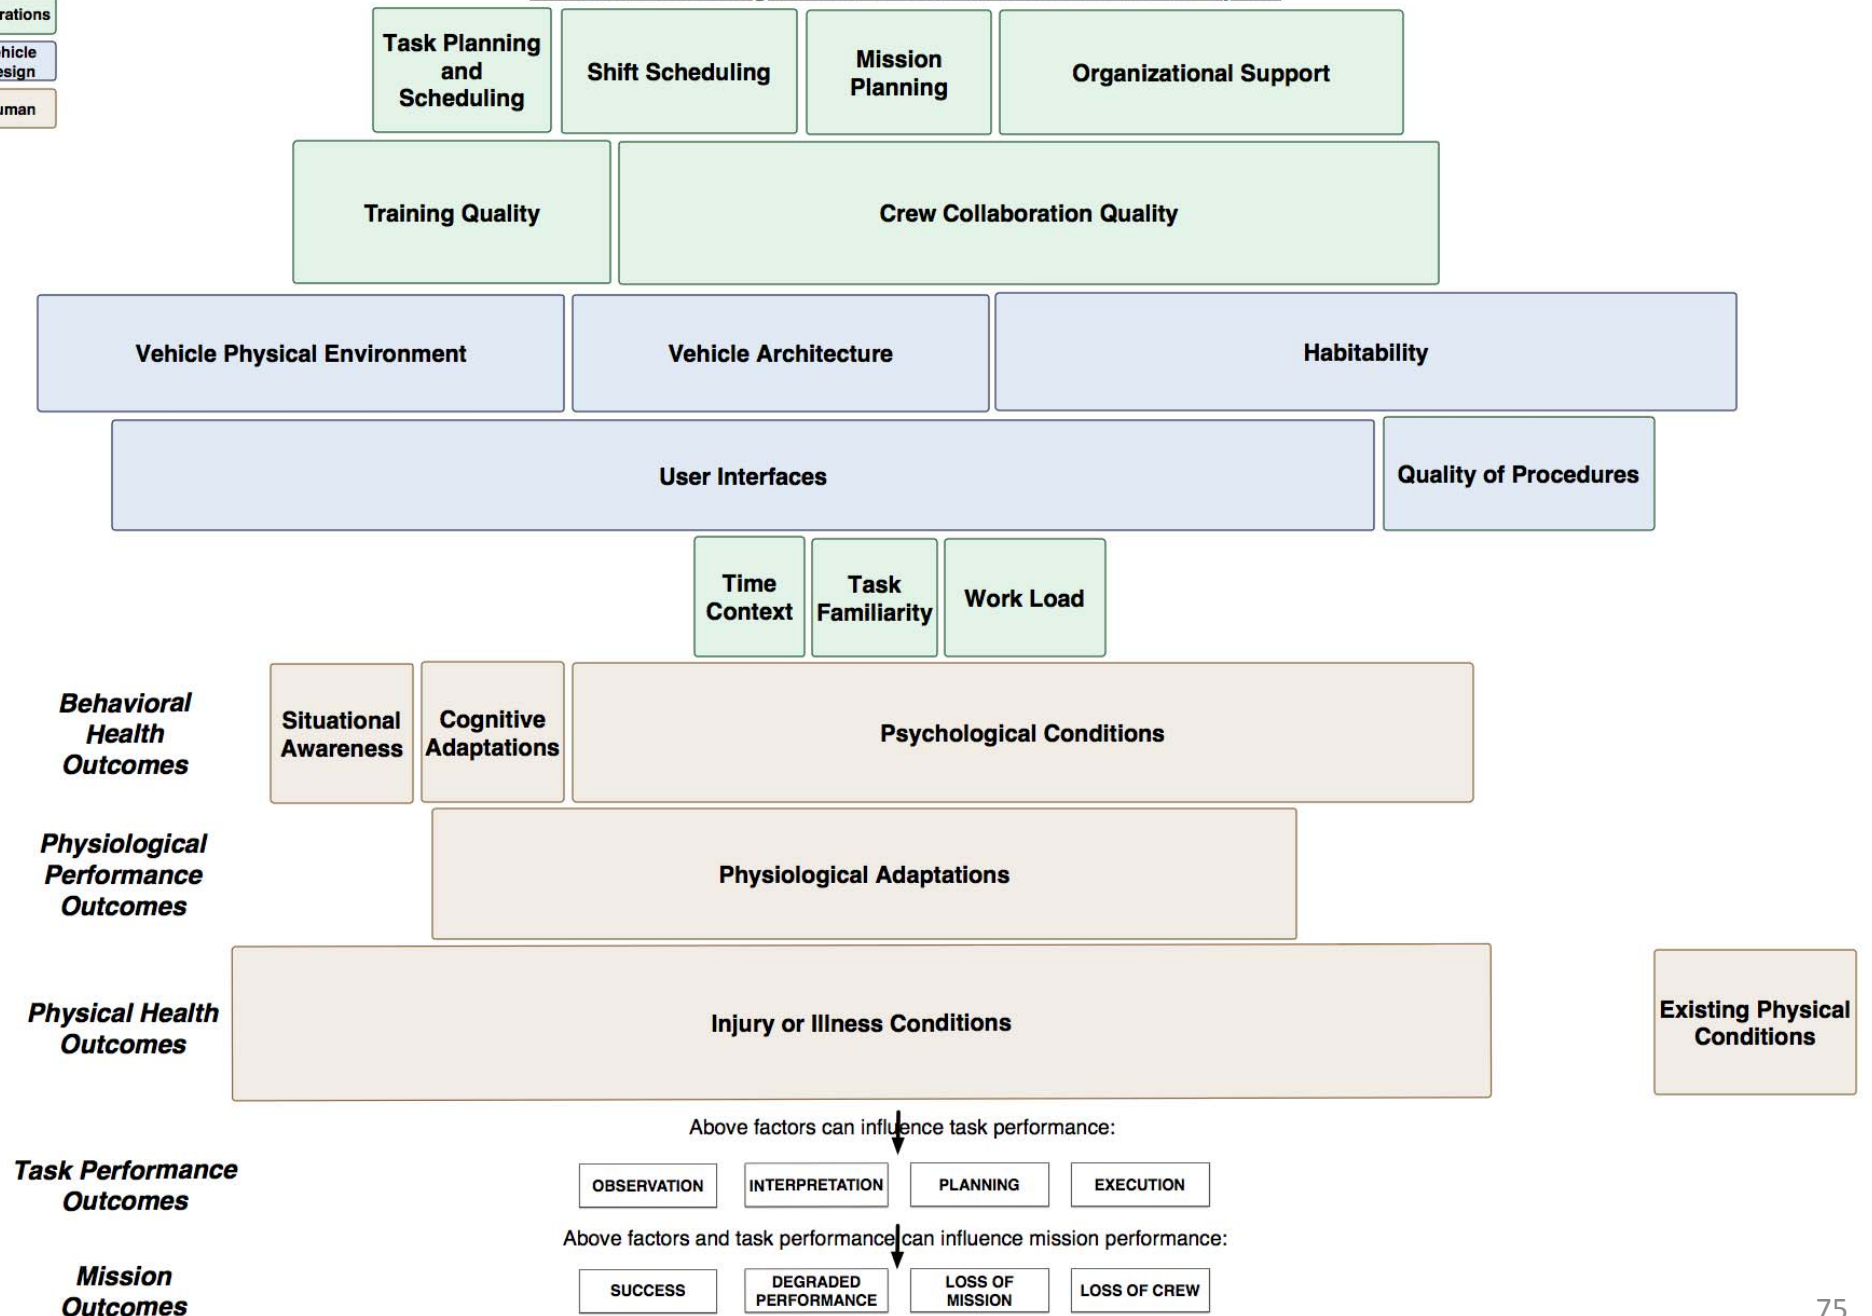 rations
Task Planning
and
Scheduling
Shift Scheduling
Mission
Planning
Organizational Support
hicle
esign
uman
Training Quality
Crew Collaboration Quality
Vehicle Physical Environment
Vehicle Architecture
Habitability
User Interfaces
Quality of Procedures
Time
Context
Task
Familiarity
Work Load
Behavioral
Health
Outcomes
Situational
Awareness
Cognitive
Adaptations
Psychological Conditions
Physiological
Performance
Outcomes
Physiological Adaptations
Physical Health
Outcomes
Injury or Illness Conditions
Existing Physical
Conditions
Above factors can influence task performance:
Task Performance
Outcomes
OBSERVATION
INTERPRETATION
PLANNING
EXECUTION
Above factors and task performance can influence mission performance:
Mission
Outcomes
SUCCESS
DEGRADED
PERFORMANCE
LOSS OF
MISSION
LOSS OF CREW
75